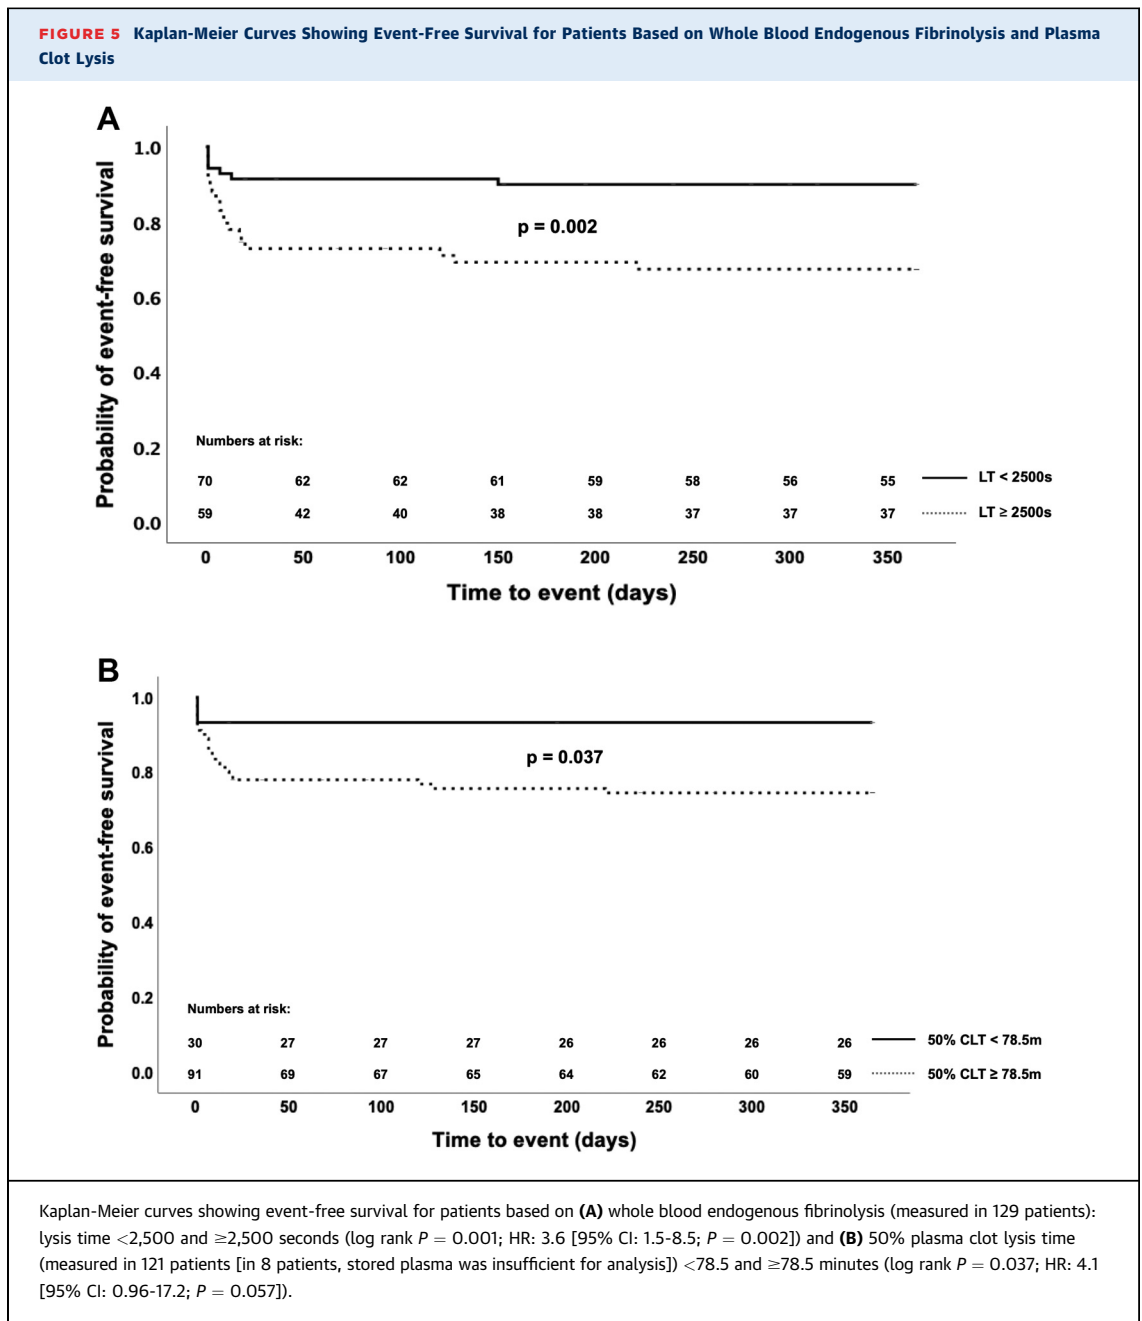 FIGURE 5 Kaplan-Meier Curves Showing Event-Free Survival for Patients Based on Whole Blood Endogenous Fibrinolysis and Plasma
Clot Lysis
A
Probability of event-free survival
1.0
0.8
0.6
0.4
0.2
0.0
p = 0.002
Numbers at risk:
70 62 62 61 59 58 56 55 LT < 2500s
59 42 40 38 38 37 37 37 LT ≥ 2500s
0 50 100 150 200 250 300 350
Time to event (days)
B
Probability of event-free survival
1.0
0.8
0.6
0.4
0.2
0.0
p = 0.037
Numbers at risk:
30 27 27 27 26 26 26 26 50% CLT < 78.5m
91 69 67 65 64 62 60 59 50% CLT ≥ 78.5m
0 50 100 150 200 250 300 350
Time to event (days)
Kaplan-Meier curves showing event-free survival for patients based on (A) whole blood endogenous fibrinolysis (measured in 129 patients):
lysis time <2,500 and ≥2,500 seconds (log rank P = 0.001; HR: 3.6 [95% CI: 1.5-8.5; P = 0.002]) and (B) 50% plasma clot lysis time
(measured in 121 patients [in 8 patients, stored plasma was insufficient for analysis]) <78.5 and ≥78.5 minutes (log rank P = 0.037; HR: 4.1
[95% CI: 0.96-17.2; P = 0.057]).